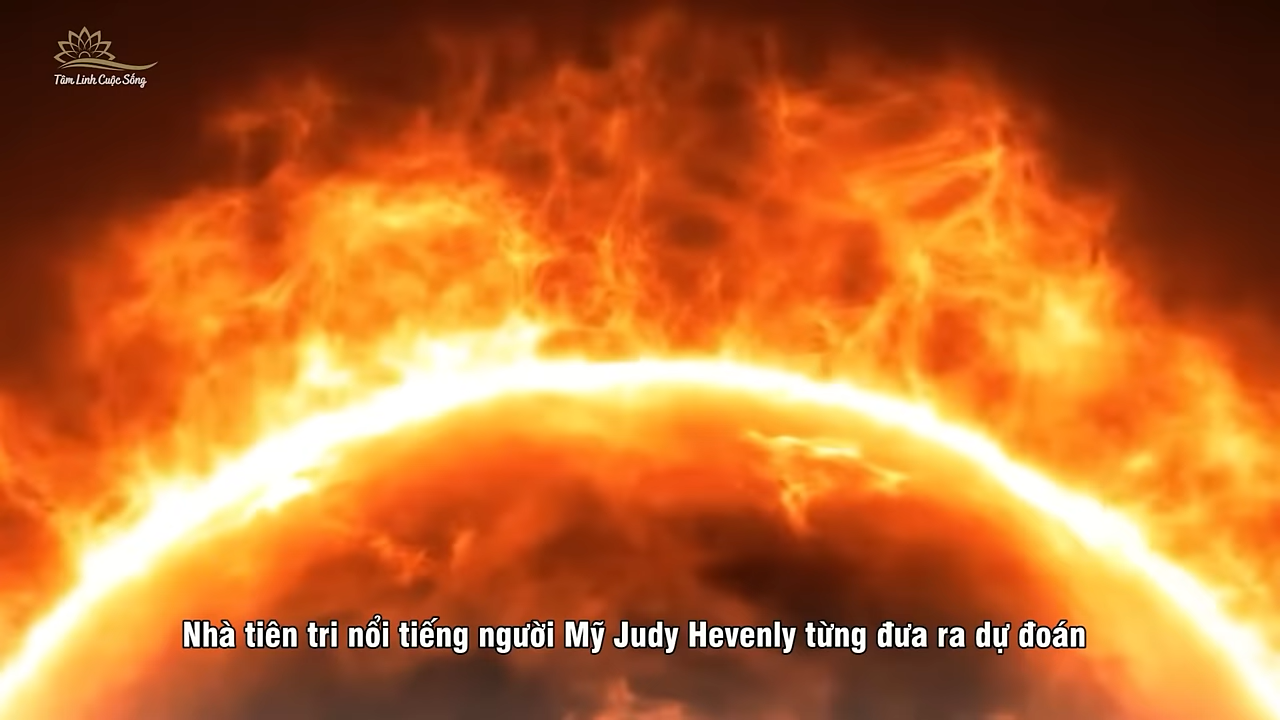 Tâm Linh Cuộc Sống
Nhà tiên tri nổi tiếng người Mỹ Judy Hevenly từng đưa ra dự đoán